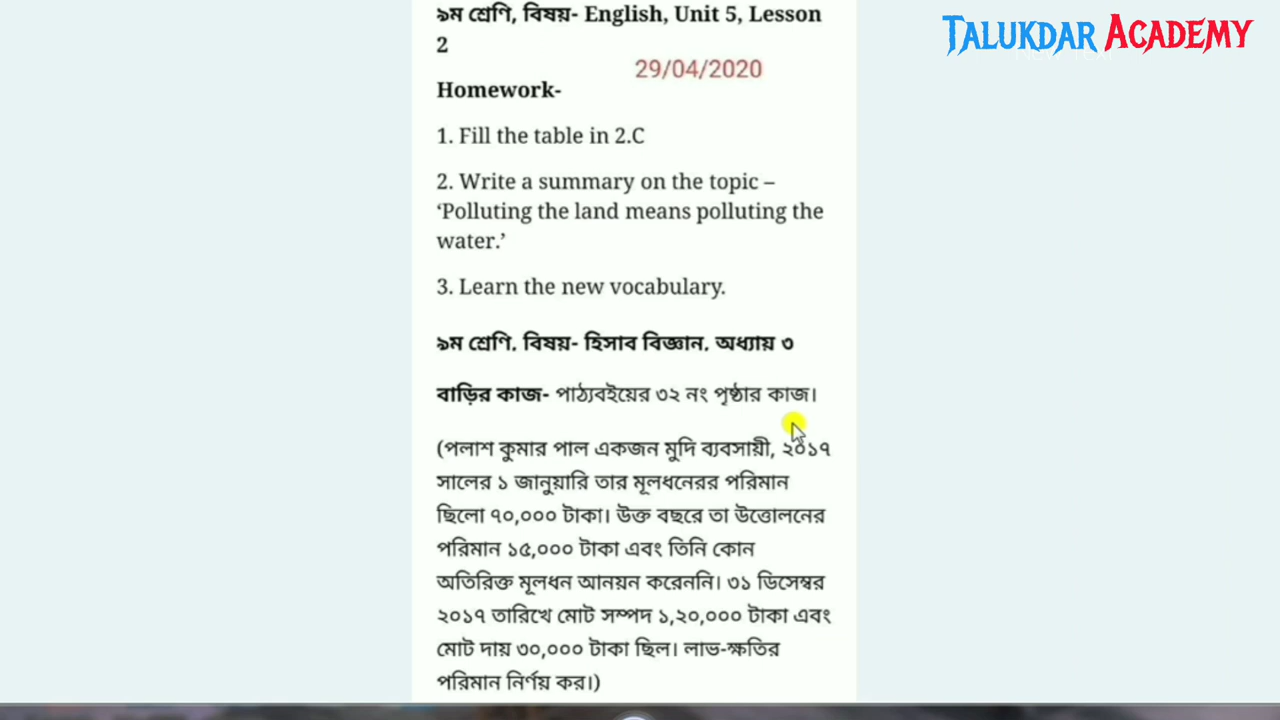 ৯ম শ্রেণি, বিষয়- English, Unit 5, Lesson
2
TALUKDAR ACADEMY
29/04/2020
Homework-
1. Fill the table in 2.C
2. Write a summary on the topic –
‘Polluting the land means polluting the
water.’
3. Learn the new vocabulary.
৯ম শ্রেণি, বিষয়- হিসাব বিজ্ঞান, অধ্যায় ৩
বাড়ির কাজ- পাঠ্যবইয়ের ৩২ নং পৃষ্ঠার কাজ।
(পলাশ কুমার পাল একজন মুদি ব্যবসায়ী, ২০১৭
সালের ১ জানুয়ারি তার মূলধনেরর পরিমান
ছিলো ৭০,০০০ টাকা। উক্ত বছরে তা উত্তোলনের
পরিমান ১৫,০০০ টাকা এবং তিনি কোন
অতিরিক্ত মূলধন আনয়ন করেননি। ৩১ ডিসেম্বর
২০১৭ তারিখে মোট সম্পদ ১,২০,০০০ টাকা এবং
মোট দায় ৩০,০০০ টাকা ছিল। লাভ-ক্ষতির
পরিমান নির্ণয় কর।)